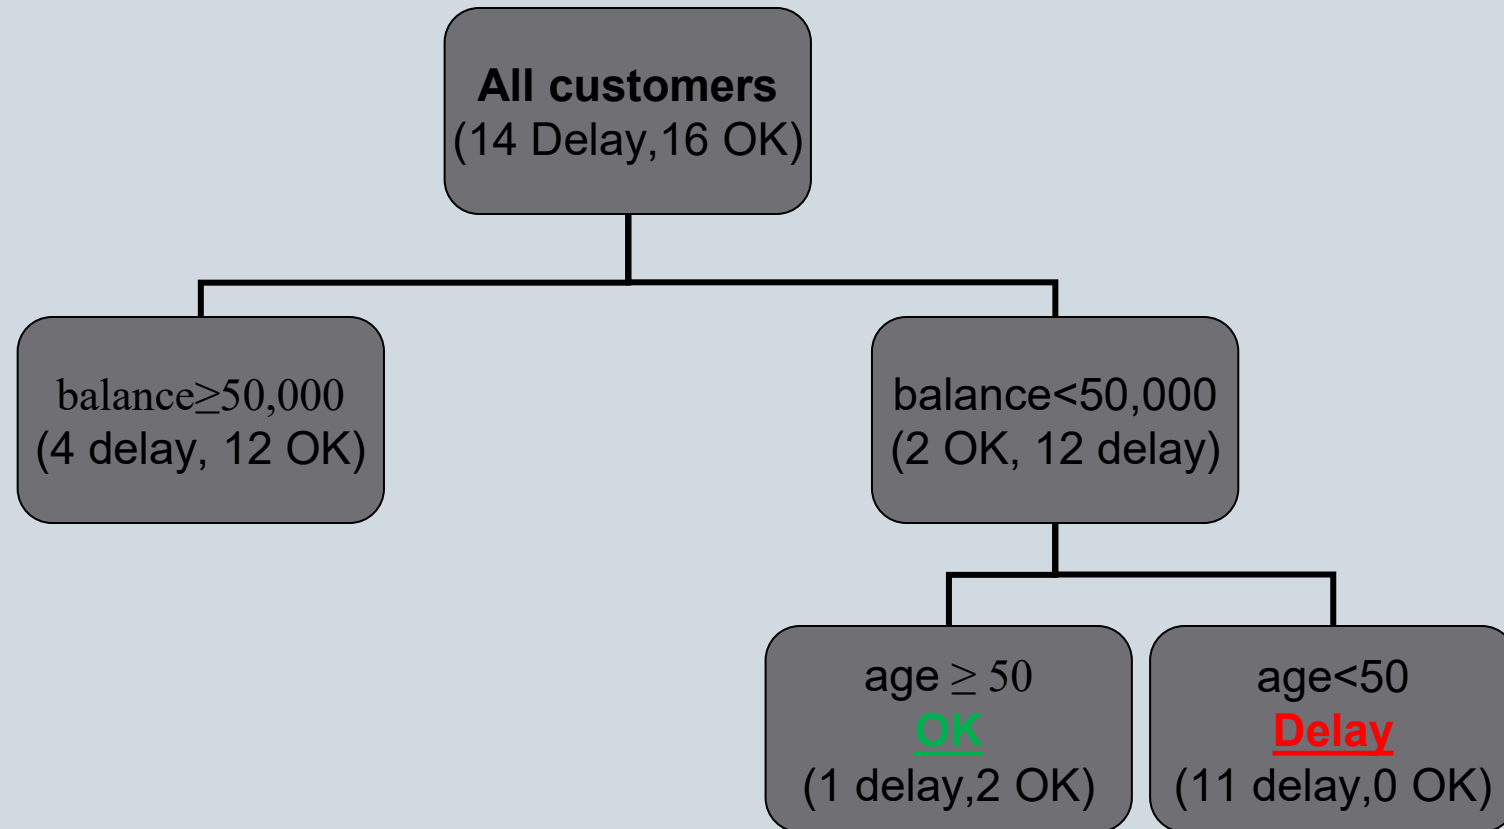 All customers
(14 Delay,16 OK)
balance≥50,000
(4 delay, 12 OK)
balance<50,000
(2 OK, 12 delay)
age ≥ 50
OK
(1 delay,2 OK)
age<50
Delay
(11 delay,0 OK)